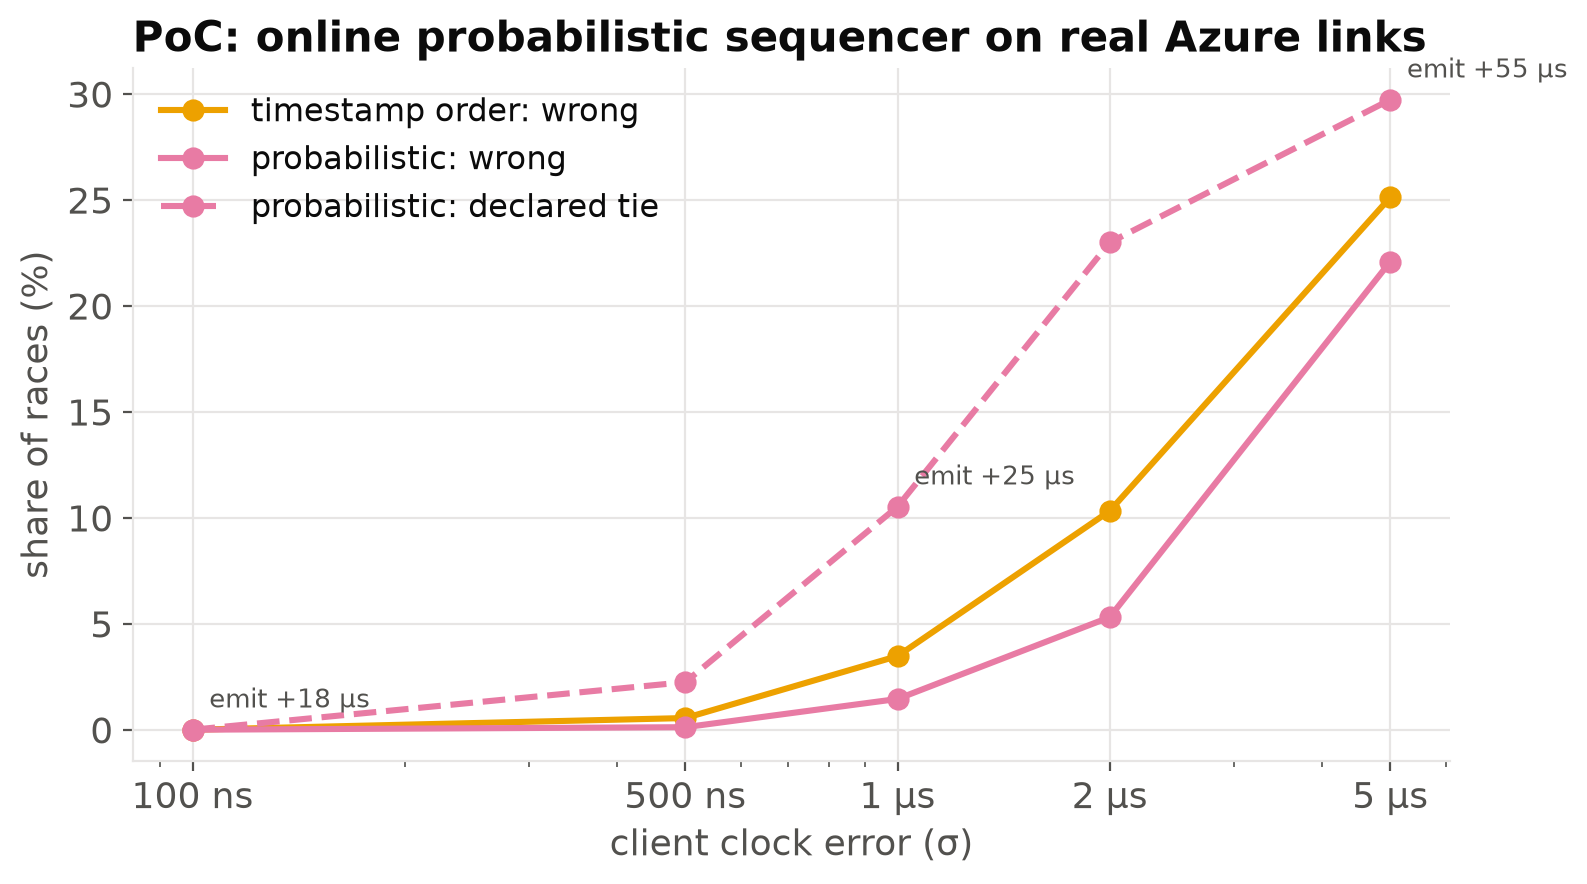 PoC: online probabilistic sequencer on real Azure links
emit +55 µs
timestamp order: wrong
probabilistic: wrong
probabilistic: declared tie
emit +25 µs
emit +18 µs
share of races (%)
30
25
20
15
10
5
0
100 ns 500 ns 1 µs 2 µs 5 µs
client clock error (σ)